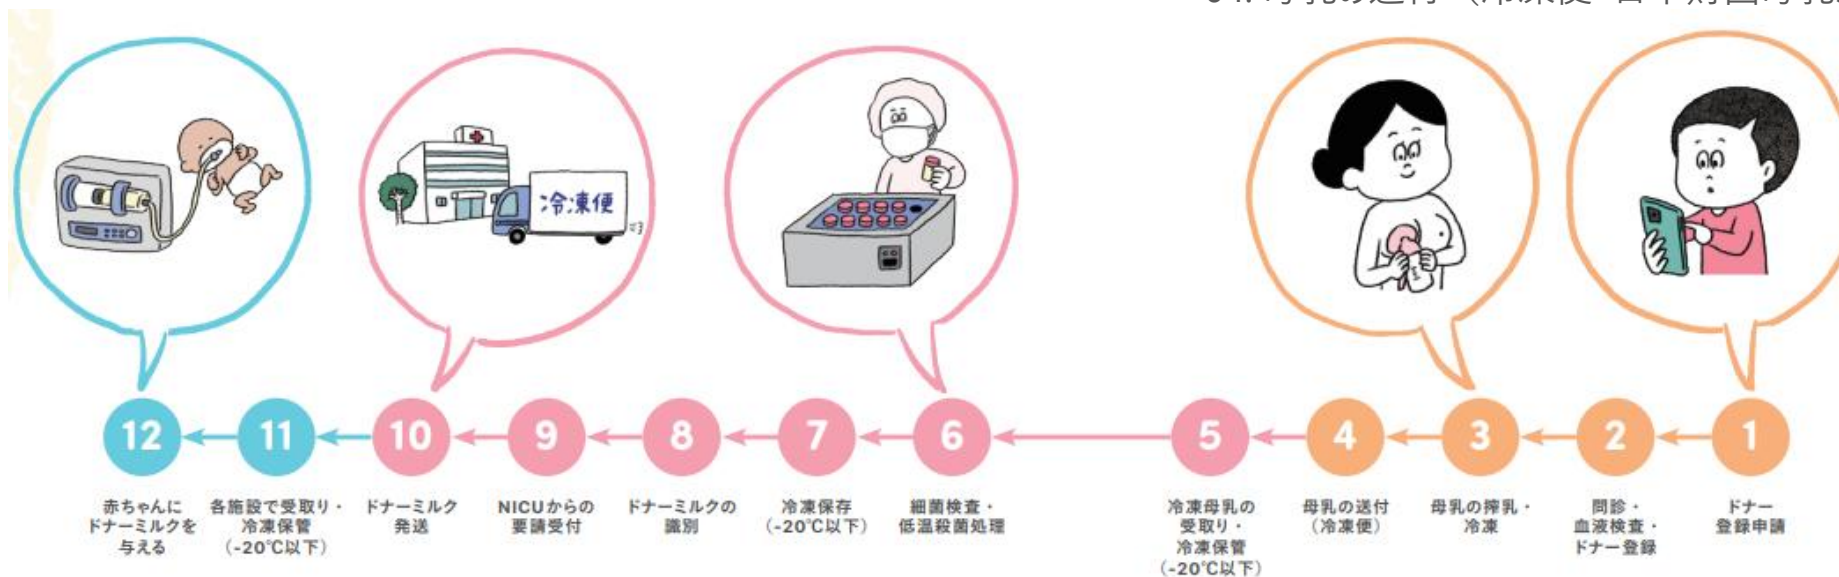 冷凍便
12
赤ちゃんに
ドナーミルクを
与える
11
各施設で受取り・
冷凍保管
(-20℃以下)
10
ドナーミルク
発送
9
NICUからの
要請受付
8
ドナーミルクの
識別
7
冷凍保存
(-20℃以下)
6
細菌検査・
低温殺菌処理
5
冷凍母乳の
受取り・
冷凍保管
(-20℃以下)
4
母乳の送付
(冷凍便)
3
母乳の搾乳・
冷凍
2
問診・
血液検査・
ドナー登録
1
ドナー
登録申請